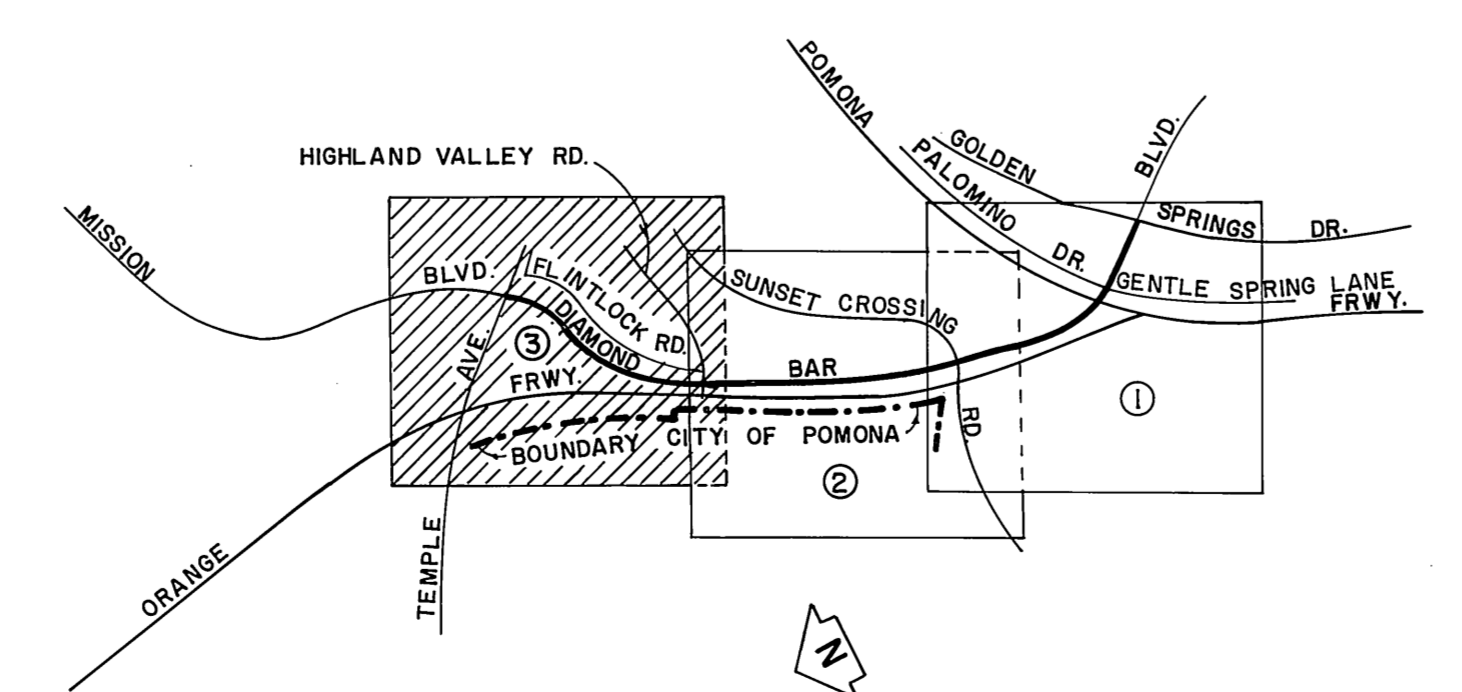 POMONA
GOLDEN
BLVD.
PALOMINO
HIGHLAND VALLEY RD.
MISSION
SPRINGS DR.
DR.
BLVD.
FLINTLOCK RD.
SUNSET CROSSING
GENTLE SPRING LANE
FRWY.
DIAMOND
3
AVE.
FRWY.
BAR
1
RD.
BOUNDARY CITY OF POMONA
2
ORANGE
TEMPLE
N